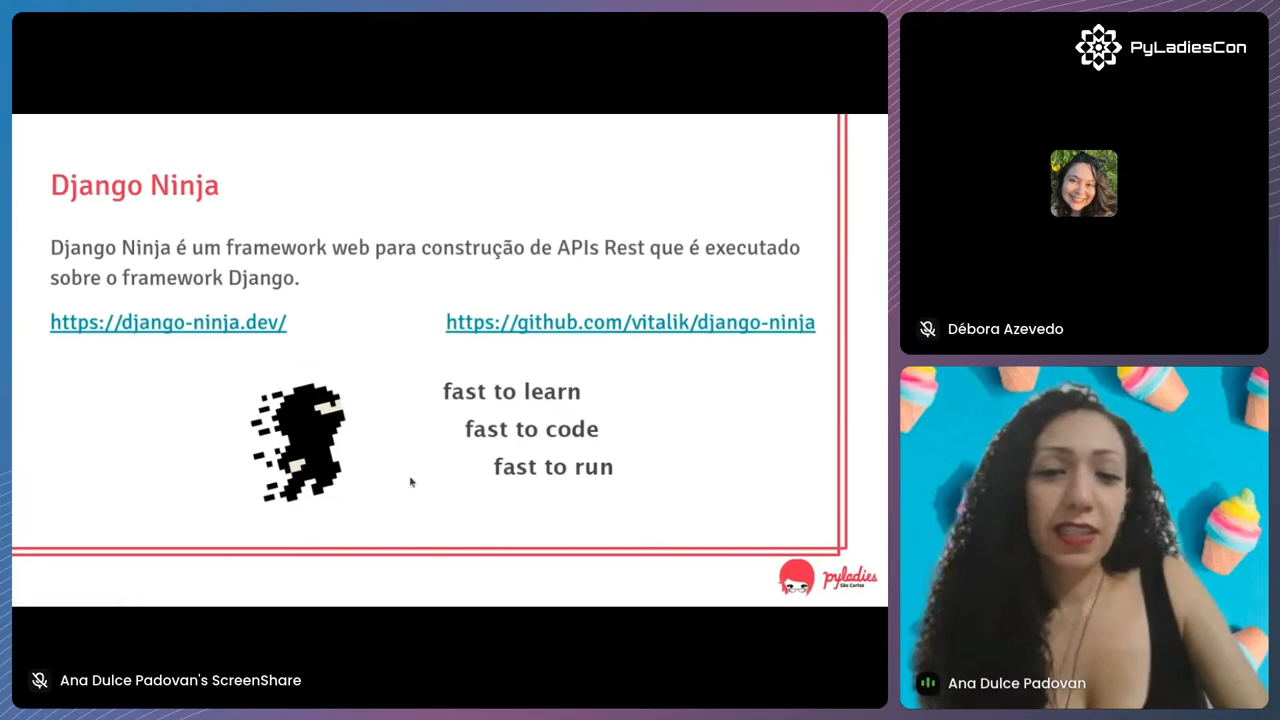 PyLadiesCon
Django Ninja
Django Ninja é um framework web para construção de APIs Rest que é executado
sobre o framework Django.
https://django-ninja.dev/
https://github.com/vitalik/django-ninja
fast to learn
fast to code
fast to run
pyladies
São Carlos
Débora Azevedo
Ana Dulce Padovan's ScreenShare
Ana Dulce Padovan